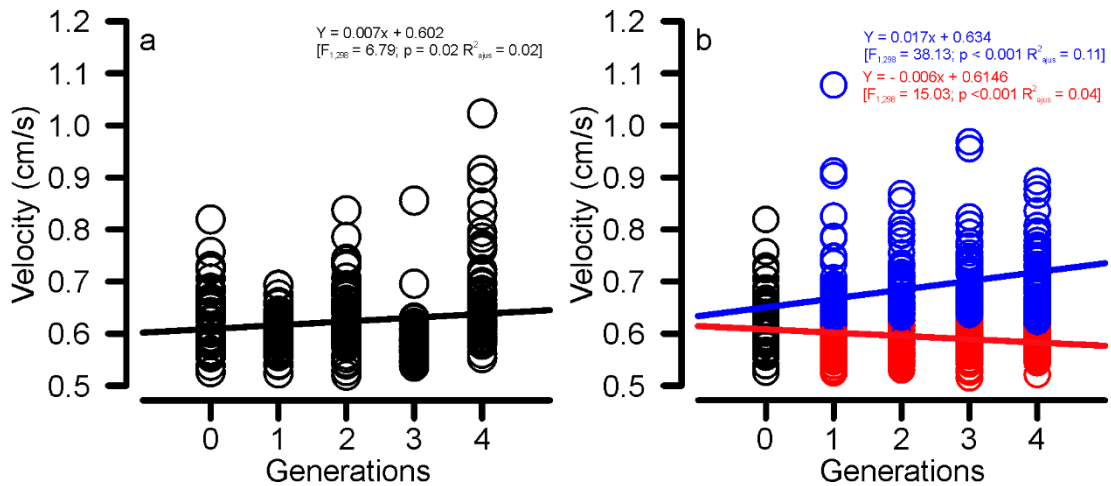 a
Y = 0.007x + 0.602
[F1,298 = 6.79; p = 0.02 R²ajus = 0.02]
Velocity (cm/s)
1.2
1.1
1.0
0.9
0.8
0.7
0.6
0.5
0 1 2 3 4
Generations
b
Y = 0.017x + 0.634
[F1,298 = 38.13; p < 0.001 R²ajus = 0.11]
Y = - 0.006x + 0.6146
[F1,298 = 15.03; p <0.001 R²ajus = 0.04]
Velocity (cm/s)
1.2
1.1
1.0
0.9
0.8
0.7
0.6
0.5
0 1 2 3 4
Generations